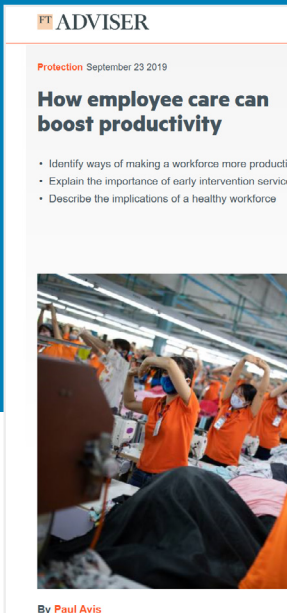 FT ADVISER
Protection September 23 2019
How employee care can
boost productivity
• Identify ways of making a workforce more producti
• Explain the importance of early intervention service
• Describe the implications of a healthy workforce
By Paul Avis